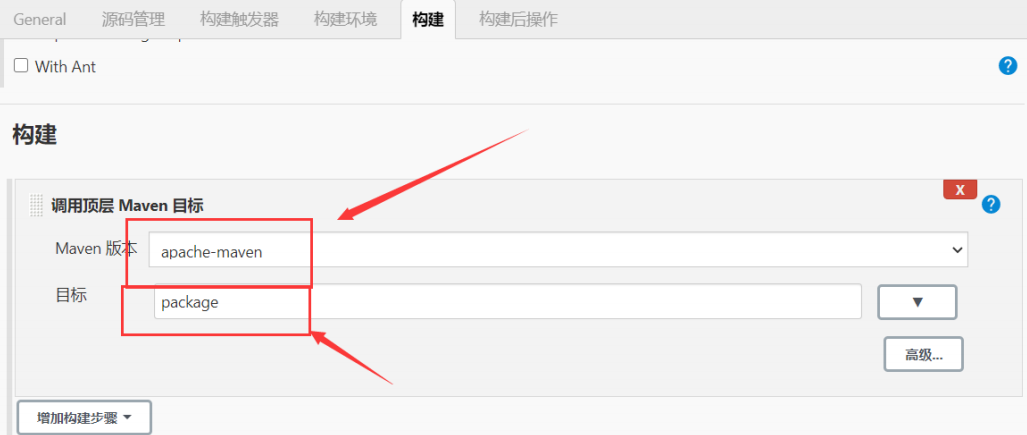 General 源码管理 构建触发器 构建环境 构建 构建后操作
With Ant
?
构建
X
调用顶层 Maven 目标
?
Maven 版本 apache-maven
目标 package
高级...
增加构建步骤